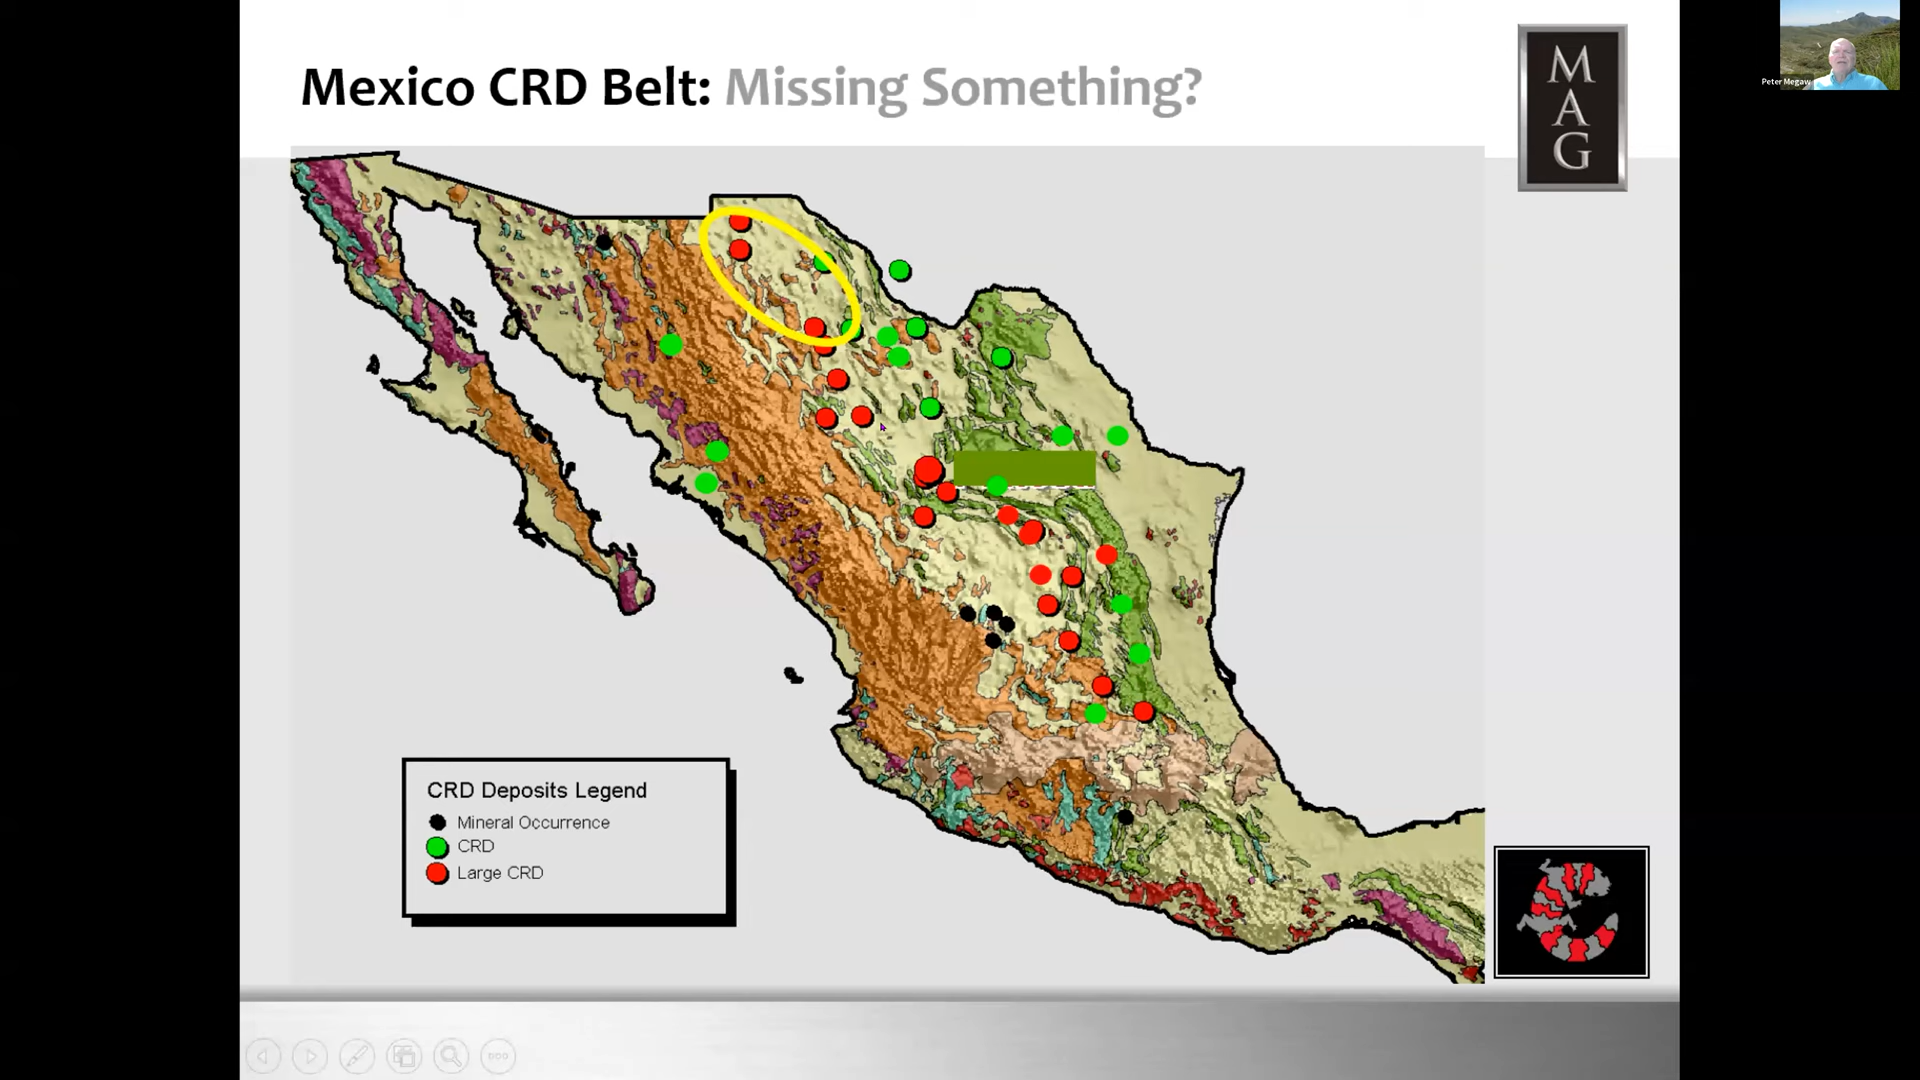 Mexico CRD Belt: Missing Something?
M
A
G
Peter Megaw
CRD Deposits Legend
Mineral Occurrence
CRD
Large CRD